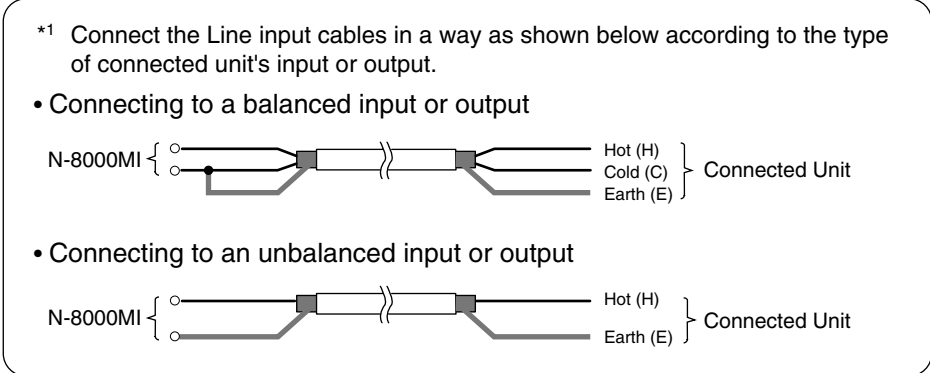 *1 Connect the Line input cables in a way as shown below according to the type
of connected unit's input or output.
• Connecting to a balanced input or output
N-8000MI
Hot (H)
Cold (C)
Earth (E)
Connected Unit
• Connecting to an unbalanced input or output
N-8000MI
Hot (H)
Earth (E)
Connected Unit